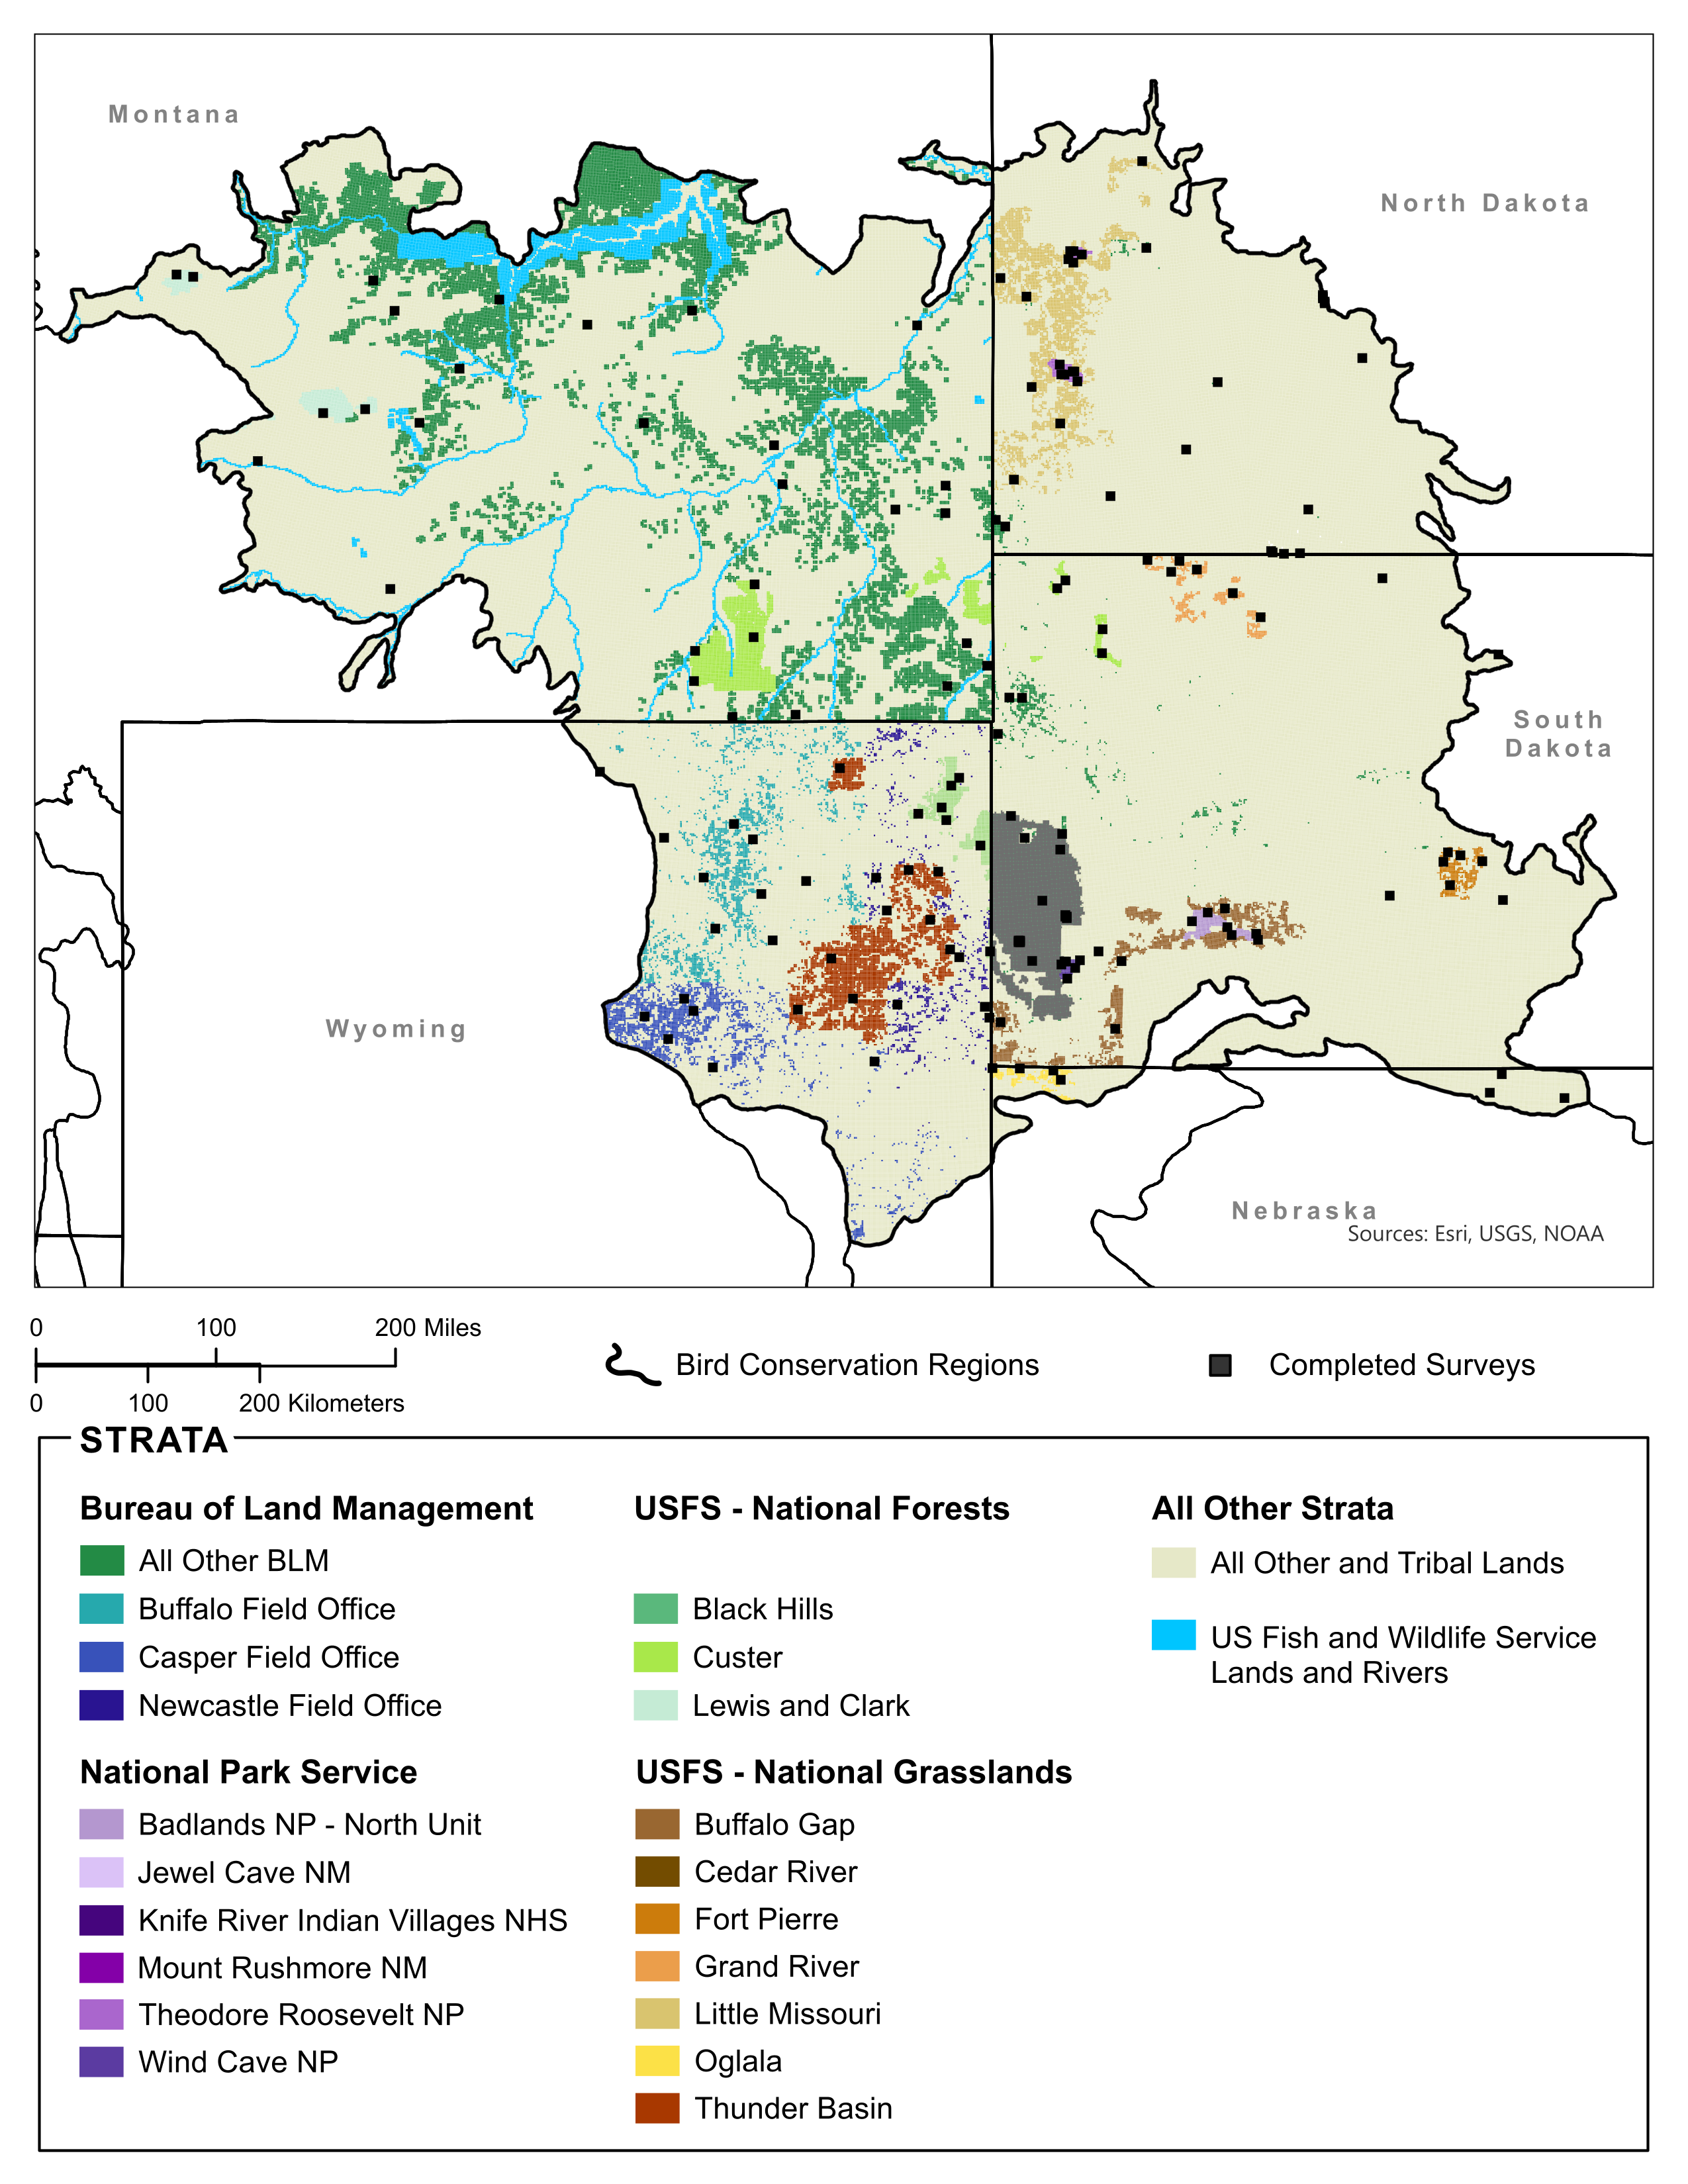 Montana
North Dakota
South
Dakota
Wyoming
Nebraska
Sources: Esri, USGS, NOAA
0 100 200 Miles
0 100 200 Kilometers
Bird Conservation Regions
Completed Surveys
STRATA
Bureau of Land Management
All Other BLM
Buffalo Field Office
Casper Field Office
Newcastle Field Office
National Park Service
Badlands NP - North Unit
Jewel Cave NM
Knife River Indian Villages NHS
Mount Rushmore NM
Theodore Roosevelt NP
Wind Cave NP
USFS - National Forests
Black Hills
Custer
Lewis and Clark
USFS - National Grasslands
Buffalo Gap
Cedar River
Fort Pierre
Grand River
Little Missouri
Oglala
Thunder Basin
All Other Strata
All Other and Tribal Lands
US Fish and Wildlife Service
Lands and Rivers